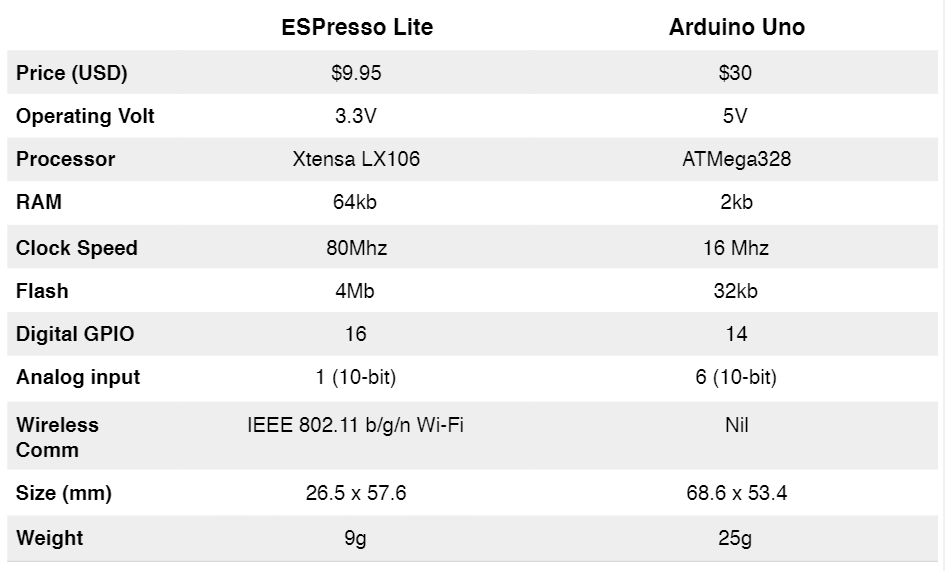 ESPresso Lite Arduino Uno
Price (USD) $9.95 $30
Operating Volt 3.3V 5V
Processor Xtensa LX106 ATMega328
RAM 64kb 2kb
Clock Speed 80Mhz 16 Mhz
Flash 4Mb 32kb
Digital GPIO 16 14
Analog input 1 (10-bit) 6 (10-bit)
Wireless IEEE 802.11 b/g/n Wi-Fi Nil
Comm
Size (mm) 26.5 x 57.6 68.6 x 53.4
Weight 9g 25g